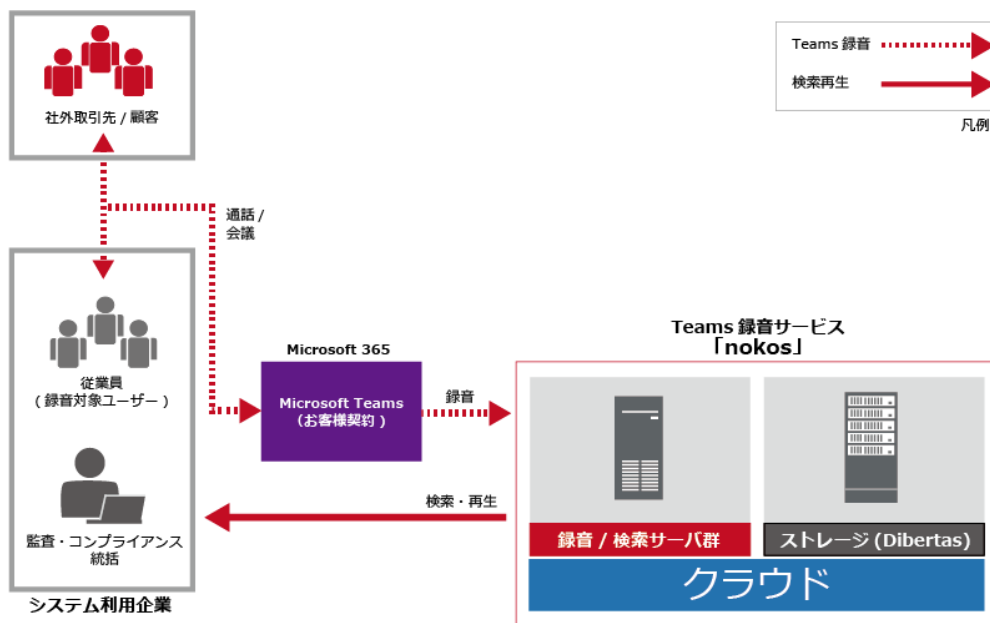 社外取引先 / 顧客
Teams 録音
検索再生
凡例
通話 /
会議
従業員
( 録音対象ユーザー )
監査・コンプライアンス
統括
システム利用企業
Microsoft 365
Microsoft Teams
(お客様契約 )
録音
検索・再生
Teams 録音サービス
「nokos」
録音 / 検索サーバ群
ストレージ (Dibertas)
クラウド